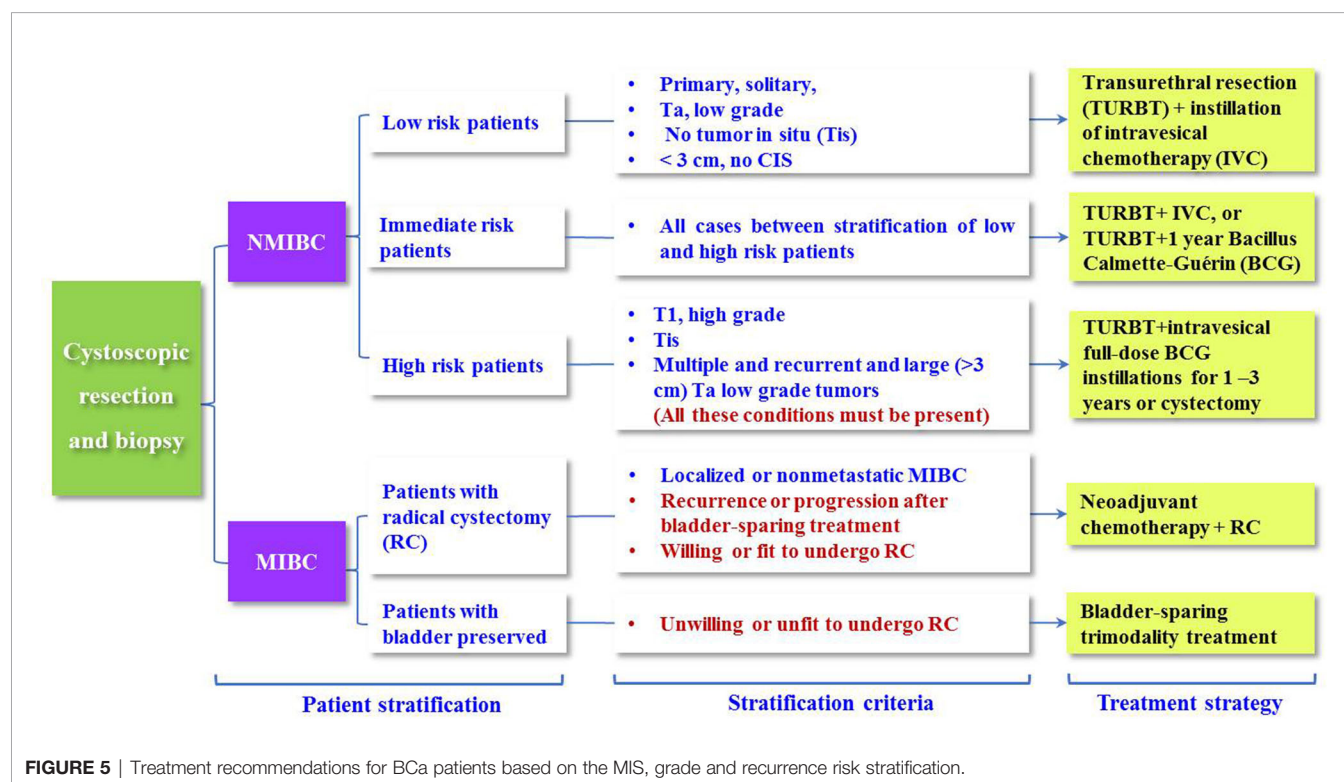 Cystoscopic
resection
and biopsy
NMIBC
Low risk patients
• Primary, solitary,
• Ta, low grade
• No tumor in situ (Tis)
• < 3 cm, no CIS
Transurethral resection
(TURBT) + instillation
of intravesical
chemotherapy (IVC)
Immediate risk
patients
• All cases between stratification of low
and high risk patients
TURBT+ IVC, or
TURBT+1 year Bacillus
Calmette-Guérin (BCG)
High risk patients
• T1, high grade
• Tis
• Multiple and recurrent and large (>3
cm) Ta low grade tumors
(All these conditions must be present)
TURBT+intravesical
full-dose BCG
instillations for 1 –3
years or cystectomy
MIBC
Patients with
radical cystectomy
(RC)
• Localized or nonmetastatic MIBC
• Recurrence or progression after
bladder-sparing treatment
• Willing or fit to undergo RC
Neoadjuvant
chemotherapy + RC
Patients with
bladder preserved
• Unwilling or unfit to undergo RC
Bladder-sparing
trimodality treatment
Patient stratification
Stratification criteria
Treatment strategy
FIGURE 5 | Treatment recommendations for BCa patients based on the MIS, grade and recurrence risk stratification.